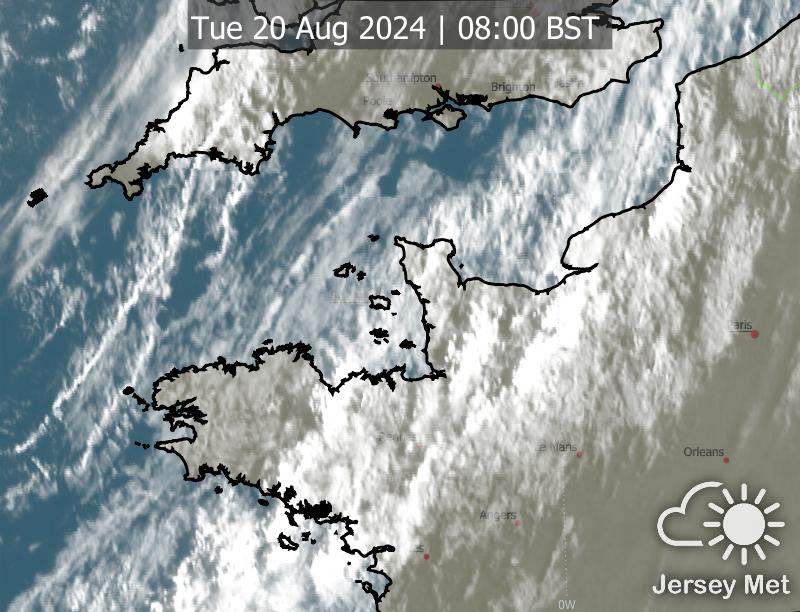 Tue 20 Aug 2024 | 08:00 BST
Southampton
Brighton
Poole
Paris
Rennes
Le Mans
Orleans
Angers
Jersey Met
0W